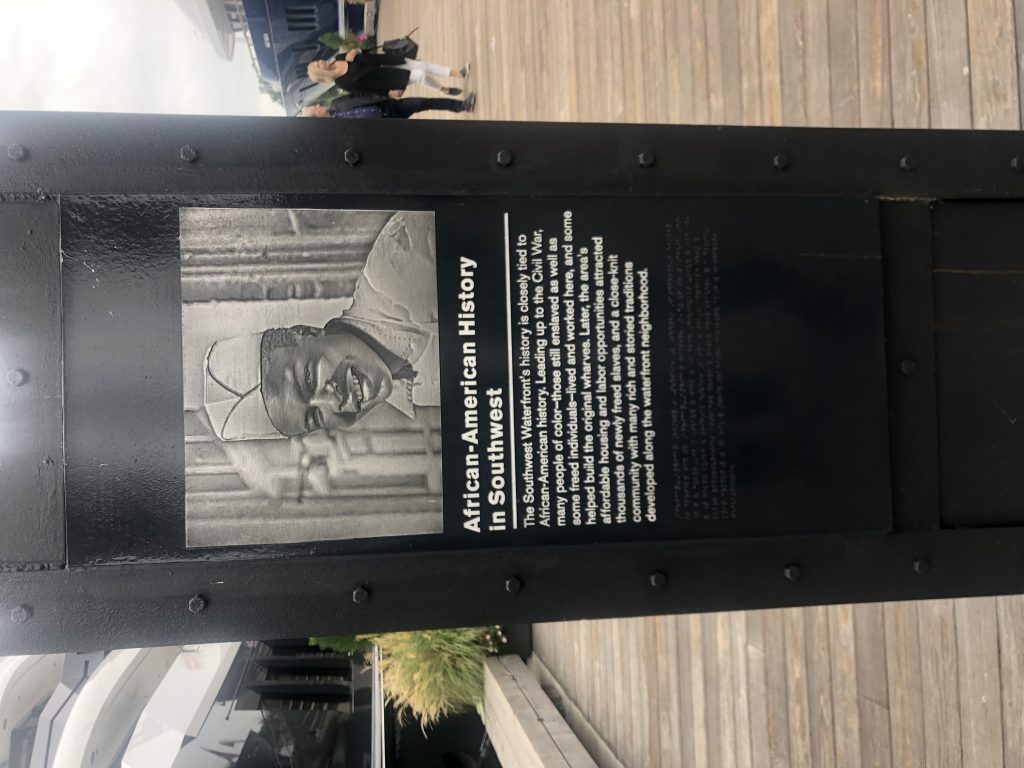 African-American History
in Southwest
The Southwest Waterfront's history is closely tied to
African-American history. Leading up to the Civil War,
many people of color—those still enslaved as well as
some freed individuals—lived and worked here, and some
helped build the original wharves. Later, the area's
affordable housing and labor opportunities attracted
thousands of newly freed slaves, and a close-knit
community with many rich and storied traditions
developed along the waterfront neighborhood.